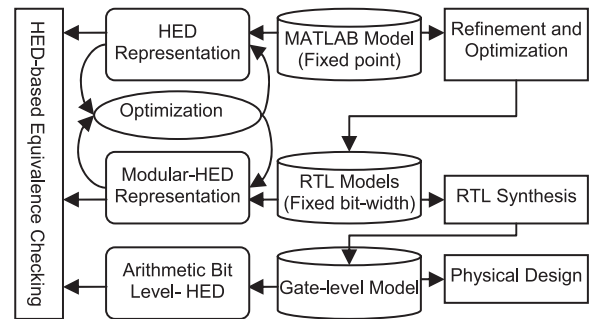 HED-based Equivalence Checking
HED
Representation
MATLAB Model
(Fixed point)
Refinement and
Optimization
Optimization
Modular-HED
Representation
RTL Models
(Fixed bit-width)
RTL Synthesis
Arithmetic Bit
Level- HED
Gate-level Model
Physical Design